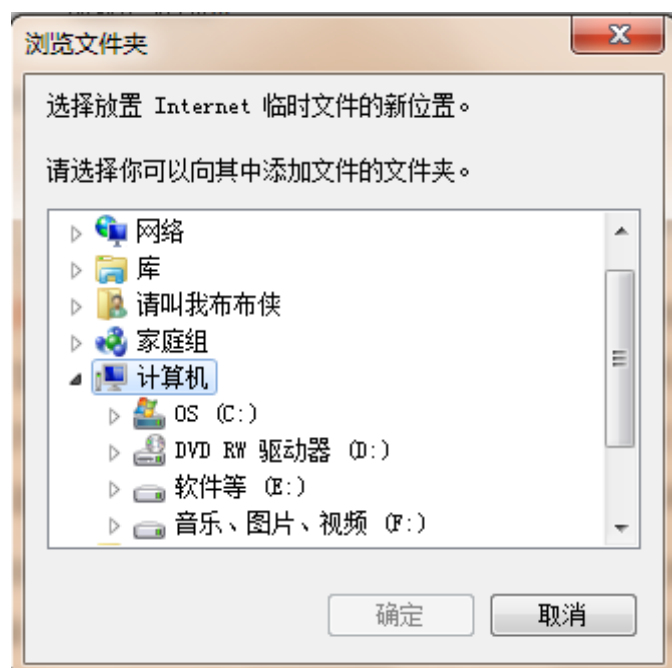 浏览文件夹
选择放置 Internet 临时文件的新位置。
请选择你可以向其中添加文件的文件夹。
网络
库
请叫我布布侠
家庭组
计算机
OS (C:)
DVD RW 驱动器 (D:)
软件等 (E:)
音乐、图片、视频 (F:)
确定
取消